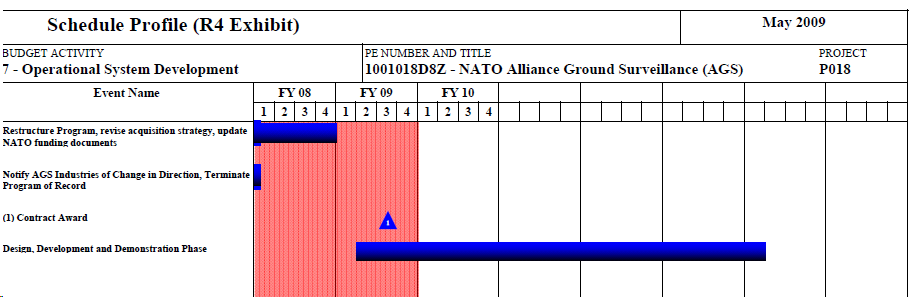 Schedule Profile (R4 Exhibit)
May 2009
BUDGET ACTIVITY
PE NUMBER AND TITLE
PROJECT
7 - Operational System Development
1001018D8Z - NATO Alliance Ground Surveillance (AGS)
P018
Event Name
FY 08
FY 09
FY 10
1 2 3 4 1 2 3 4 1 2 3 4
Restructure Program, revise acquisition strategy, update
NATO funding documents
Notify AGS Industries of Change in Direction, Terminate
Program of Record
(1) Contract Award
1
Design, Development and Demonstration Phase